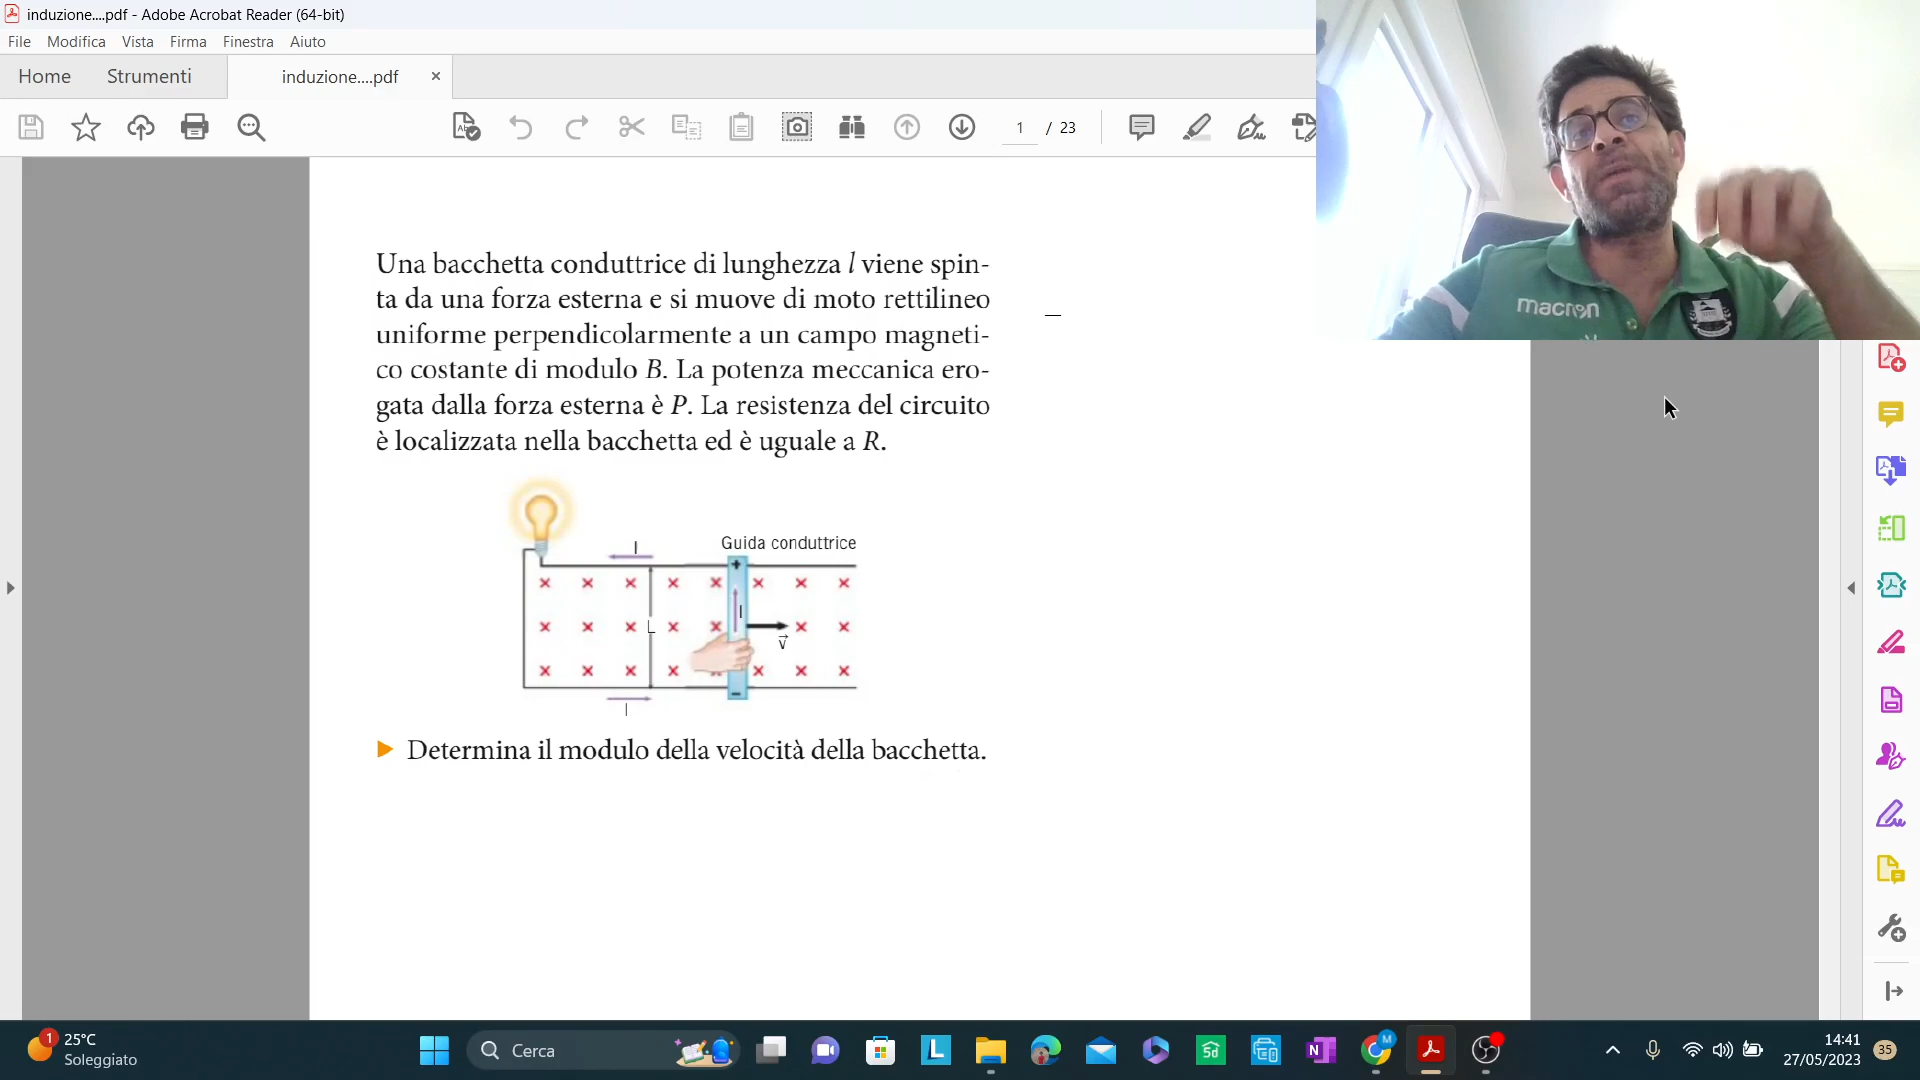 induzione....pdf - Adobe Acrobat Reader (64-bit)
File Modifica Vista Firma Finestra Aiuto
Home Strumenti induzione....pdf ×
1 / 23
macron
Una bacchetta conduttrice di lunghezza l viene spin-
ta da una forza esterna e si muove di moto rettilineo
uniforme perpendicolarmente a un campo magneti-
co costante di modulo B. La potenza meccanica ero-
gata dalla forza esterna è P. La resistenza del circuito
è localizzata nella bacchetta ed è uguale a R.
I
Guida conduttrice
+
I
L
v
–
I
Determina il modulo della velocità della bacchetta.
1
25°C
Soleggiato
Cerca
14:41
27/05/2023
35